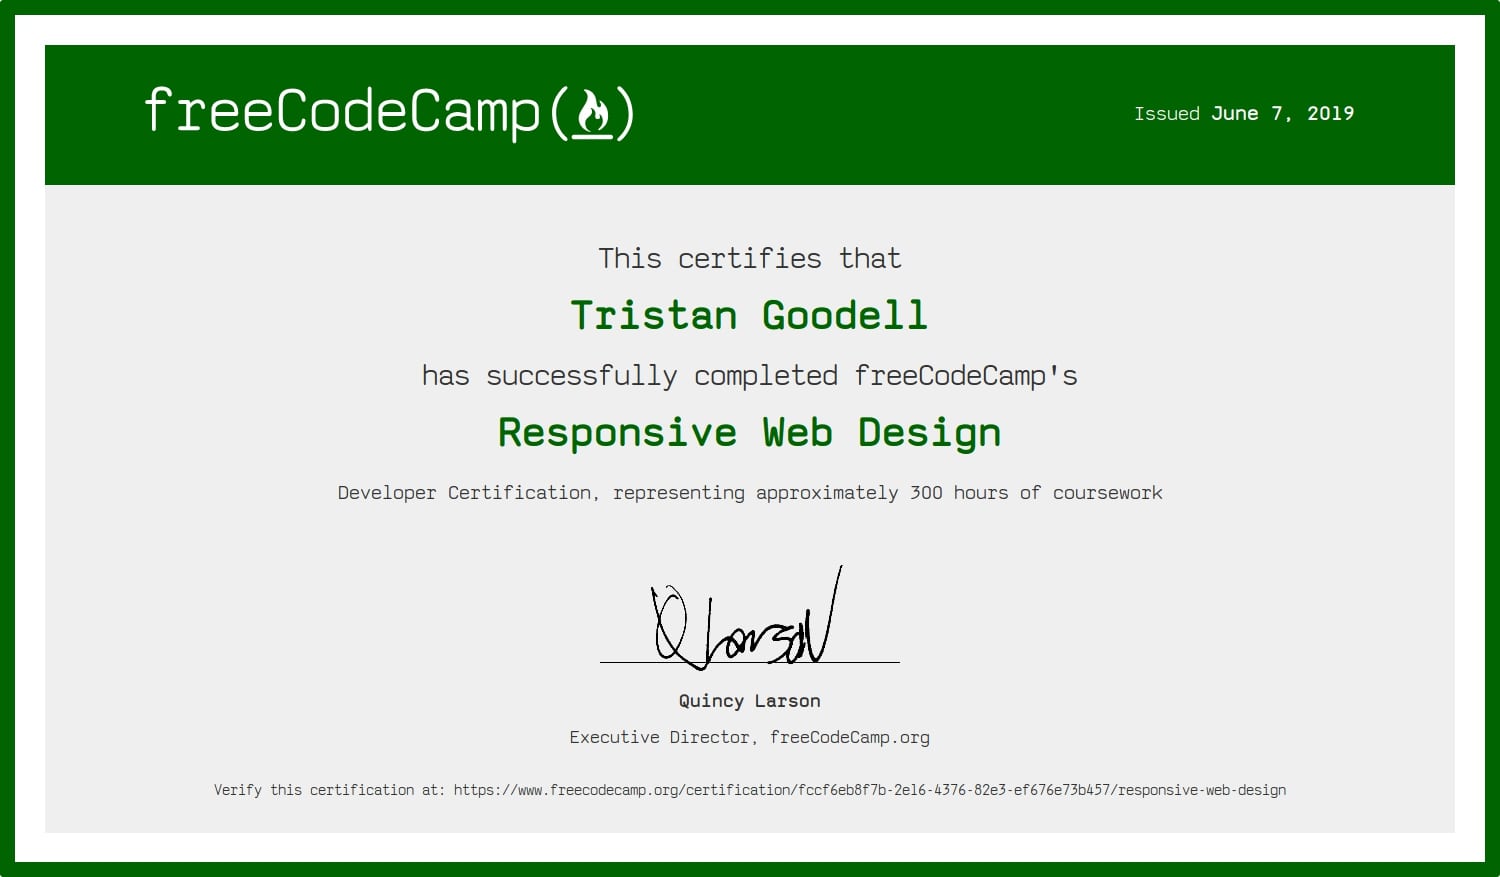 freeCodeCamp(🔥)
Issued June 7, 2019
This certifies that
Tristan Goodell
has successfully completed freeCodeCamp's
Responsive Web Design
Developer Certification, representing approximately 300 hours of coursework
Q Larson
Quincy Larson
Executive Director, freeCodeCamp.org
Verify this certification at: https://www.freecodecamp.org/certification/fccf6eb8f7b-2e16-4376-82e3-ef676e73b457/responsive-web-design